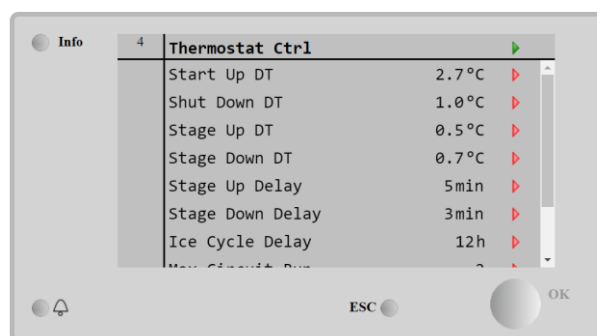 Info
4 Thermostat Ctrl
Start Up DT 2.7°C
Shut Down DT 1.0°C
Stage Up DT 0.5°C
Stage Down DT 0.7°C
Stage Up Delay 5min
Stage Down Delay 3min
Ice Cycle Delay 12h
OK
ESC